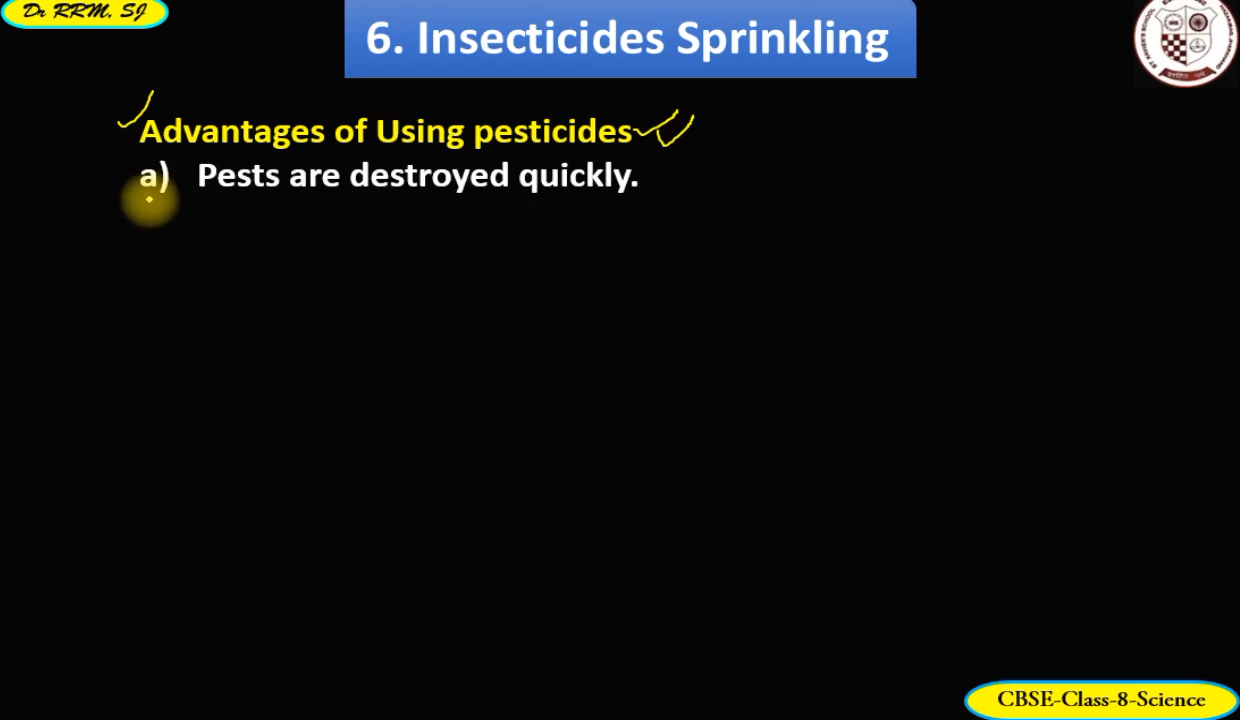 Dr RRM, SJ
6. Insecticides Sprinkling
Advantages of Using pesticides
a) Pests are destroyed quickly.
CBSE-Class-8-Science